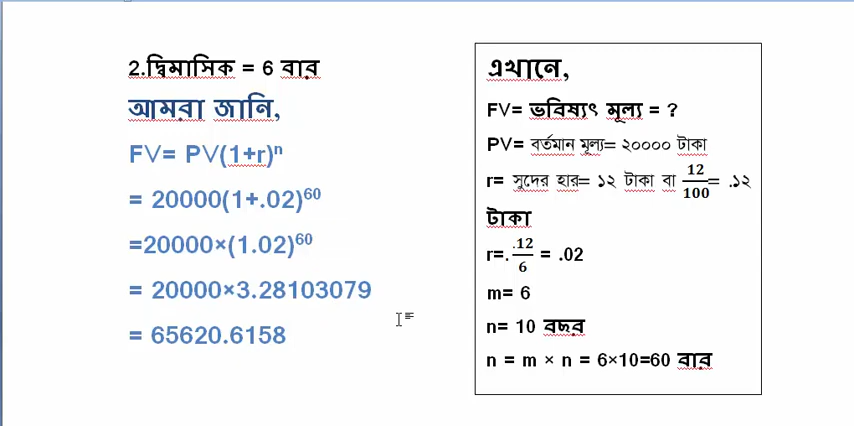 2.দ্বিমাসিক = 6 বার
আমরা জানি,
FV= PV(1+r)ⁿ
= 20000(1+.02)⁶⁰
=20000×(1.02)⁶⁰
= 20000×3.28103079
= 65620.6158
এখানে,
FV= ভবিষ্যৎ মূল্য = ?
PV= বর্তমান মূল্য= ২০০০০ টাকা
r= সুদের হার= ১২ টাকা বা 12/100= .১২
টাকা
r=. .12/6 = .02
m= 6
n= 10 বছর
n = m × n = 6×10=60 বার